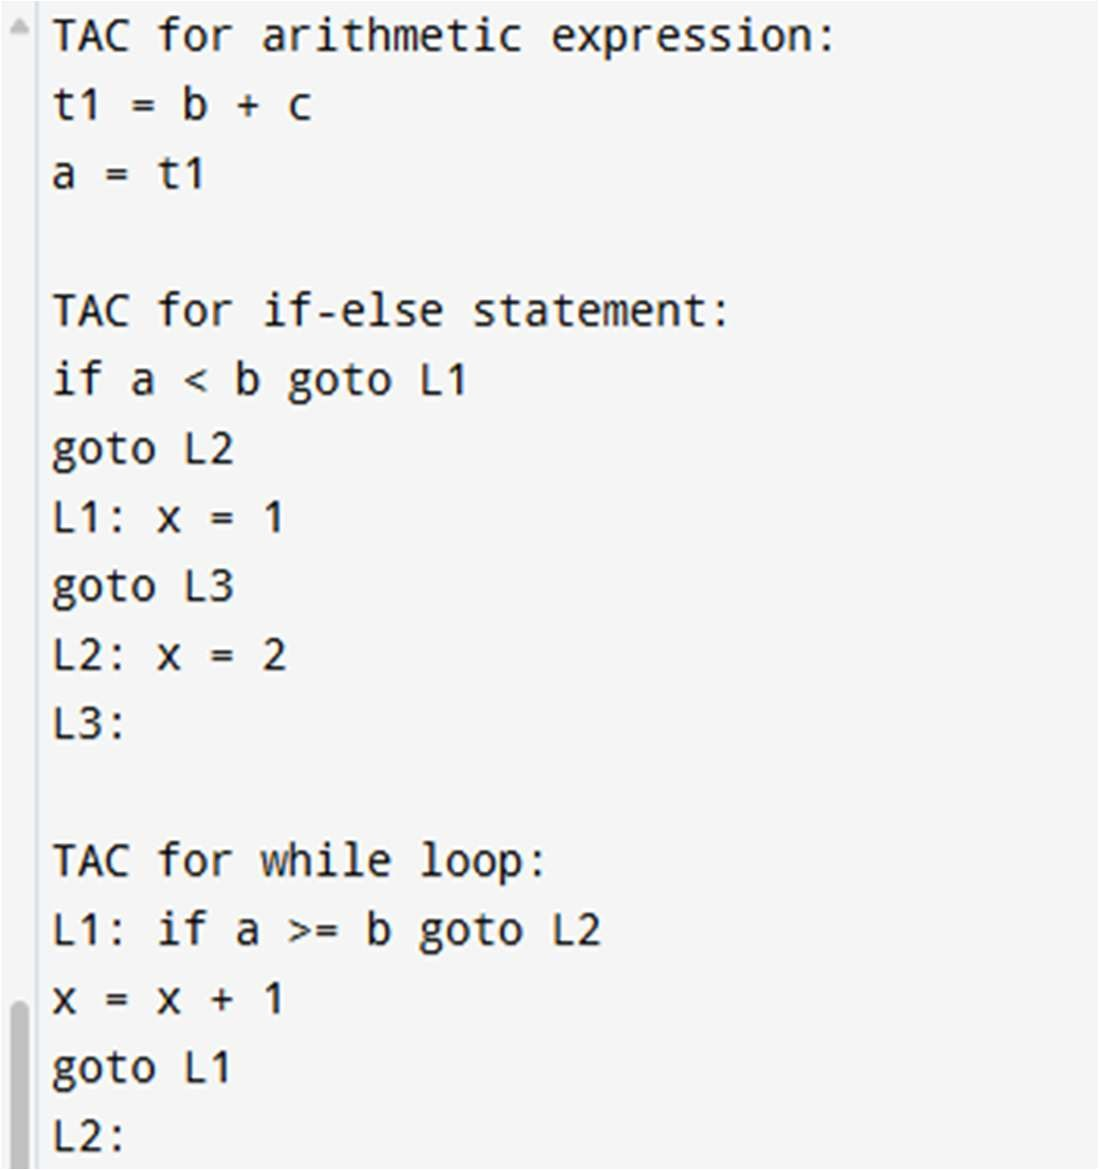 TAC for arithmetic expression:
t1 = b + c
a = t1
TAC for if-else statement:
if a < b goto L1
goto L2
L1: x = 1
goto L3
L2: x = 2
L3:
TAC for while loop:
L1: if a >= b goto L2
x = x + 1
goto L1
L2: